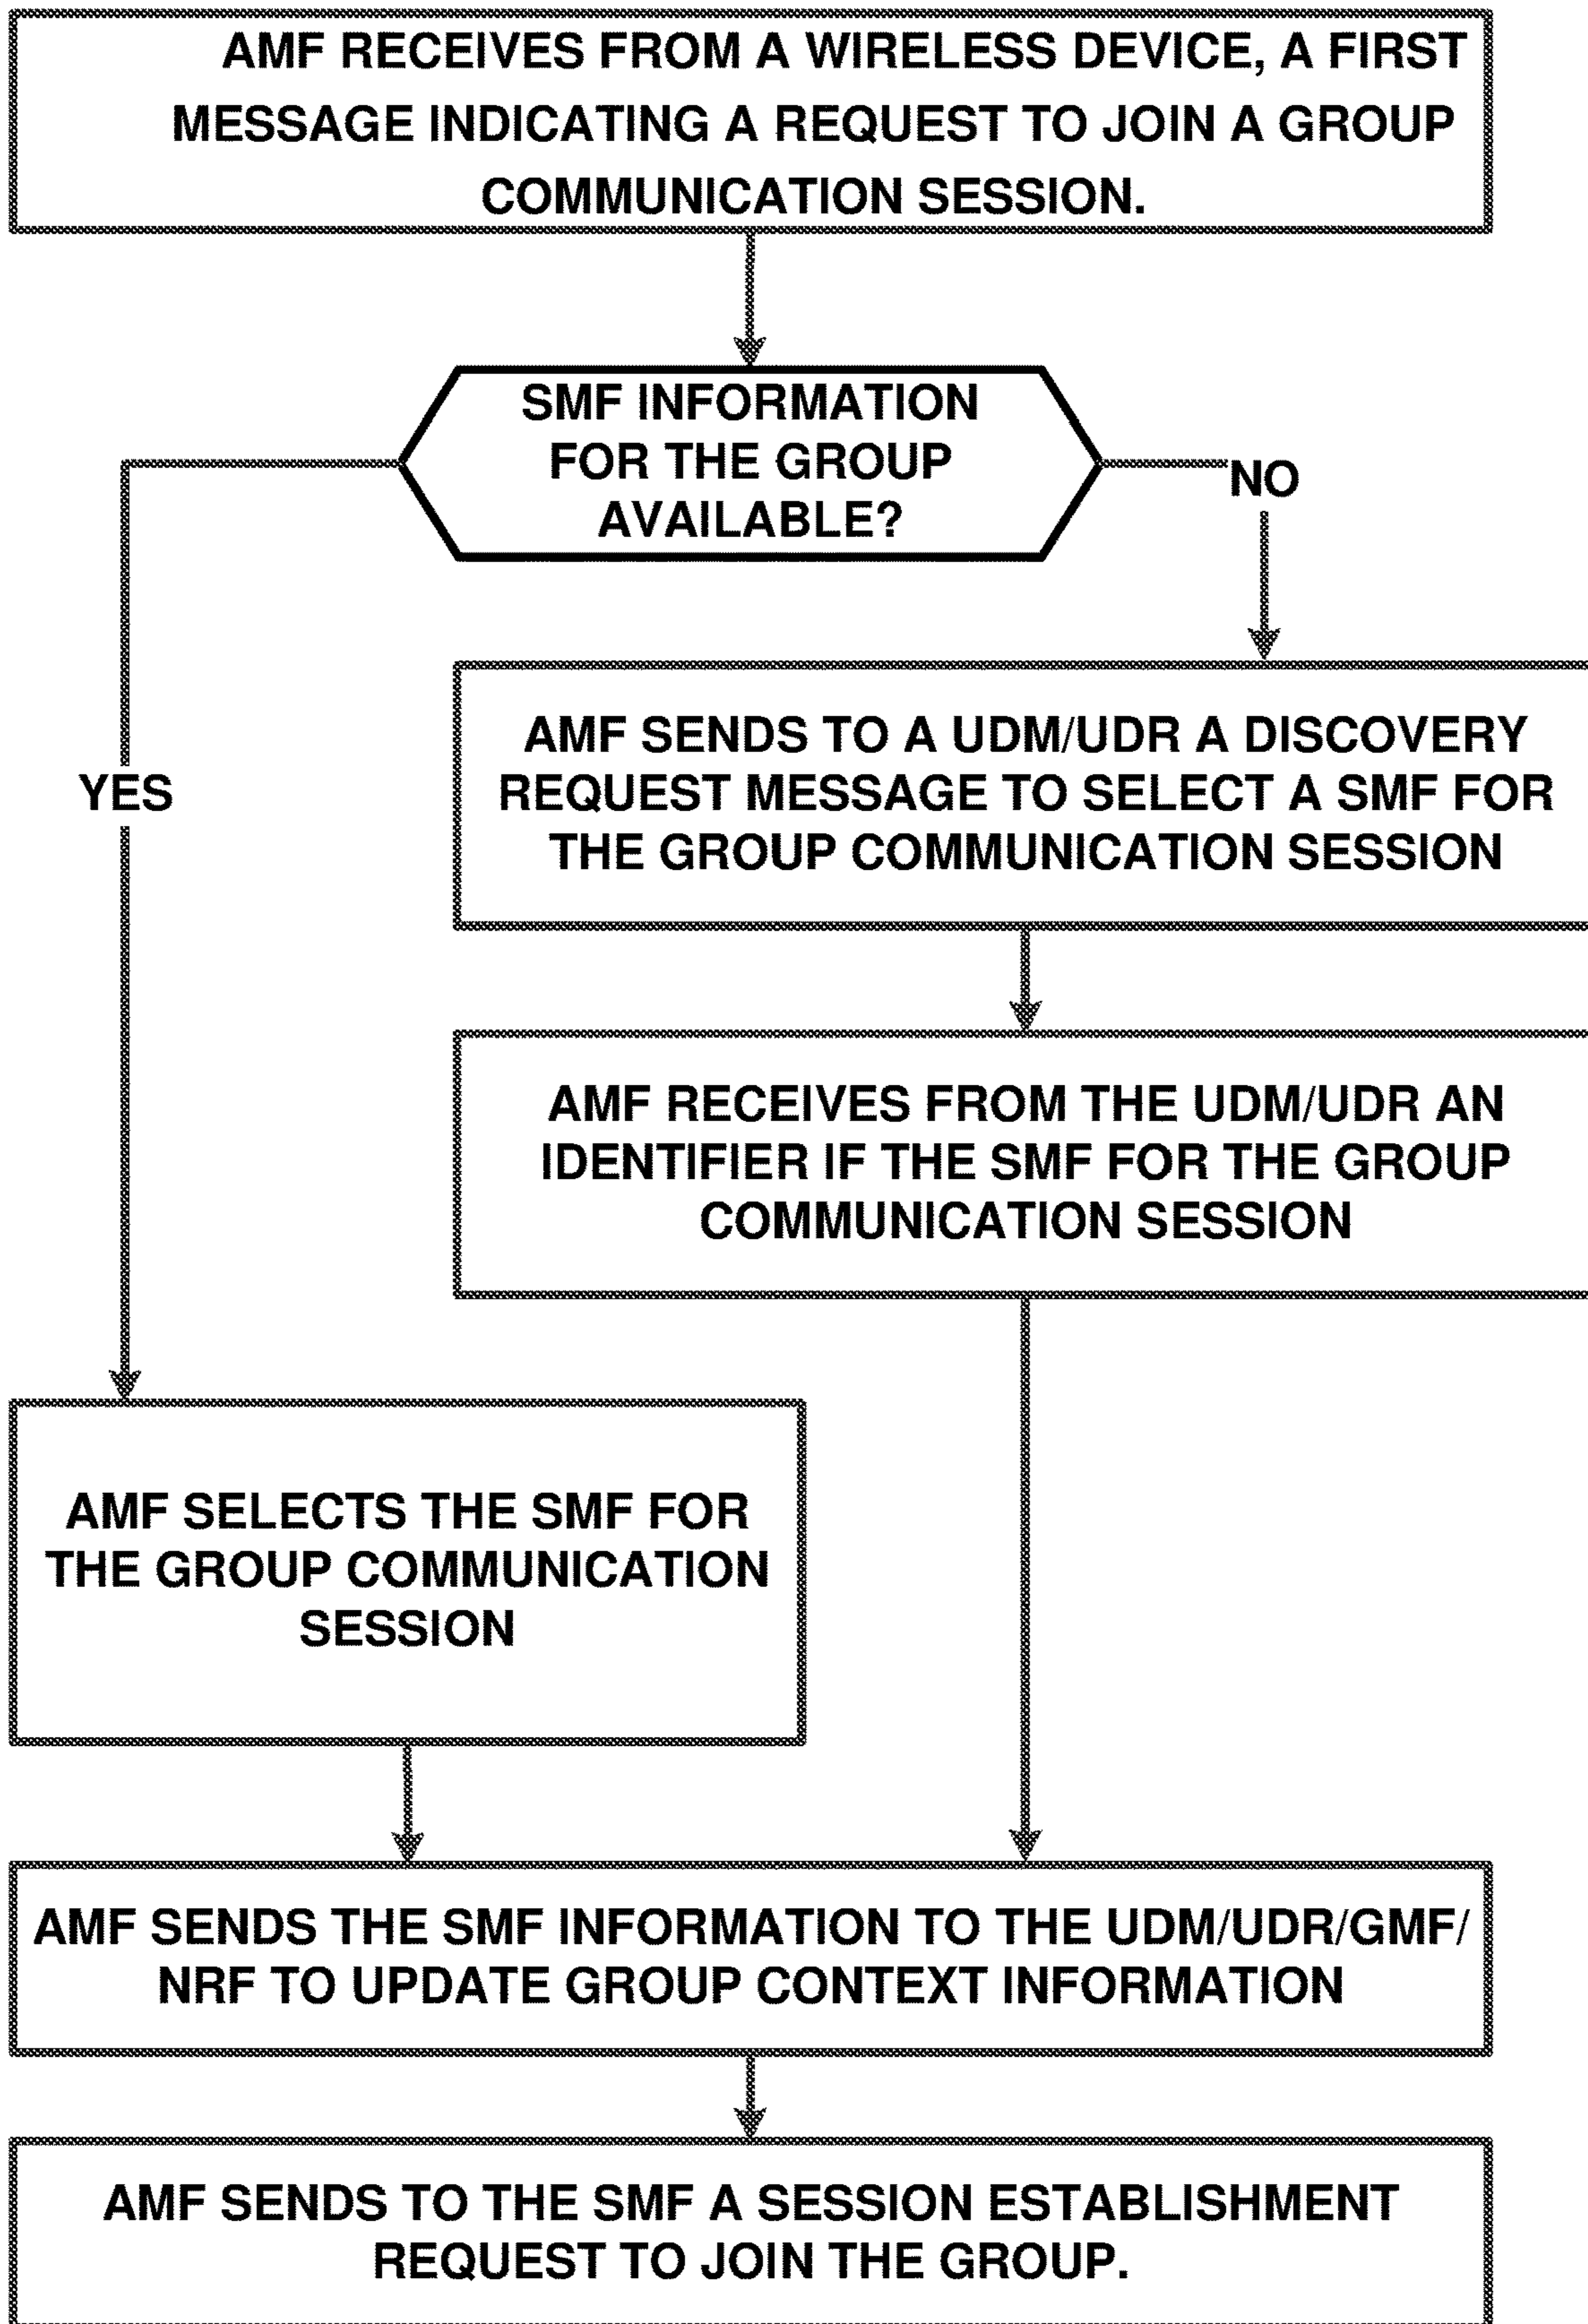 AMF RECEIVES FROM A WIRELESS DEVICE, A FIRST
MESSAGE INDICATING A REQUEST TO JOIN A GROUP
COMMUNICATION SESSION.
SMF INFORMATION
FOR THE GROUP
AVAILABLE?
NO
AMF SENDS TO A UDM/UDR A DISCOVERY
REQUEST MESSAGE TO SELECT A SMF FOR
THE GROUP COMMUNICATION SESSION
YES
AMF RECEIVES FROM THE UDM/UDR AN
IDENTIFIER IF THE SMF FOR THE GROUP
COMMUNICATION SESSION
AMF SELECTS THE SMF FOR
THE GROUP COMMUNICATION
SESSION
AMF SENDS THE SMF INFORMATION TO THE UDM/UDR/GMF/
NRF TO UPDATE GROUP CONTEXT INFORMATION
AMF SENDS TO THE SMF A SESSION ESTABLISHMENT
REQUEST TO JOIN THE GROUP.